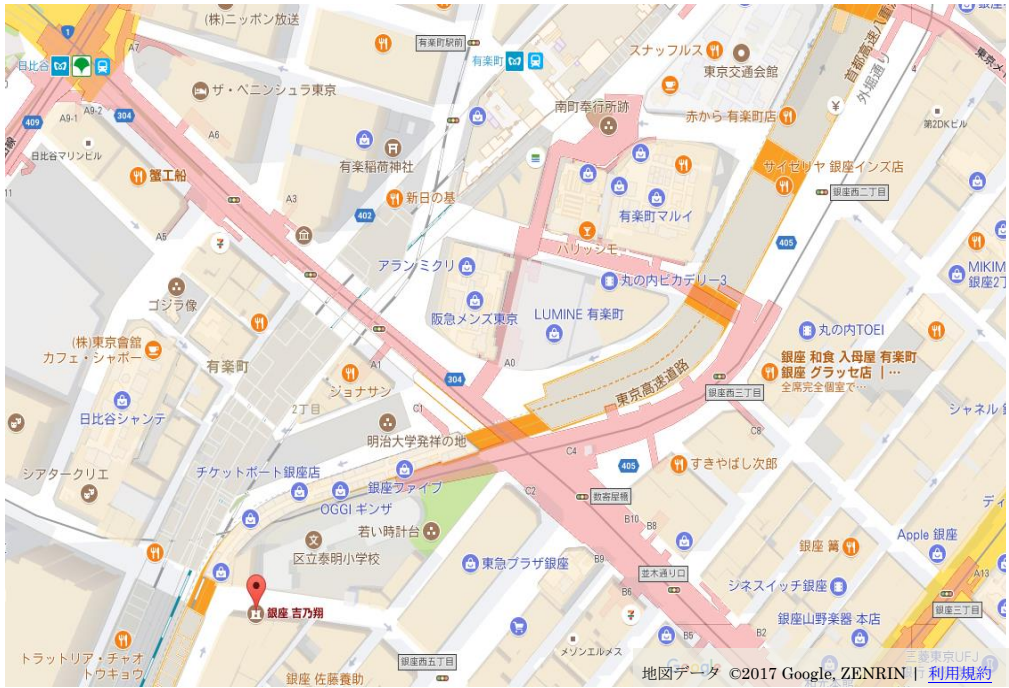 (株)ニッポン放送
1
A7
日比谷
有楽町駅前
有楽町
スナッフルス
東京交通会館
首都高速八重洲
外堀通り
4
ザ・ペニンシュラ東京
A9-2
A9-1
304
409
A6
南町奉行所跡
赤から 有楽町店
第2DKビル
日比谷マリンビル
有楽稲荷神社
蟹工船
サイゼリヤ 銀座インズ店
銀座西二丁目
11
A3
新日の基
402
有楽町マルイ
A5
405
バリッシモ
アラン ミクリ
丸の内ピカデリー3
MIKIM
銀座2丁
ゴジラ像
阪急メンズ東京
LUMINE 有楽町
丸の内TOEI
(株)東京會舘
カフェ・シャポー
有楽町
A1
A0
304
東京高速道路
銀座 和食 入母屋 有楽町
銀座 グラッセ店 | …
全席完全個室で…
ジョナサン
銀座西三丁目
2丁目
C1
シャネル
日比谷シャンテ
明治大学発祥の地
C8
C4
シアタークリエ
チケットポート銀座店
銀座ファイブ
405
すきやばし次郎
OGGI ギンザ
C2
数寄屋橋
ディ
若い時計台
B10
B8
Apple 銀座
区立泰明小学校
銀座 篝
東急プラザ銀座
B9
並木通り口
A13
シネスイッチ銀座
B6
銀座三丁目
銀座 吉乃翔
銀座山野楽器 本店
トラットリア・チャオ
トウキョウ
B5
B2
メゾンエルメス
三菱東京UFJ
銀座西五丁目
銀座 佐藤養助
地図データ ©2017 Google, ZENRIN | 利用規約